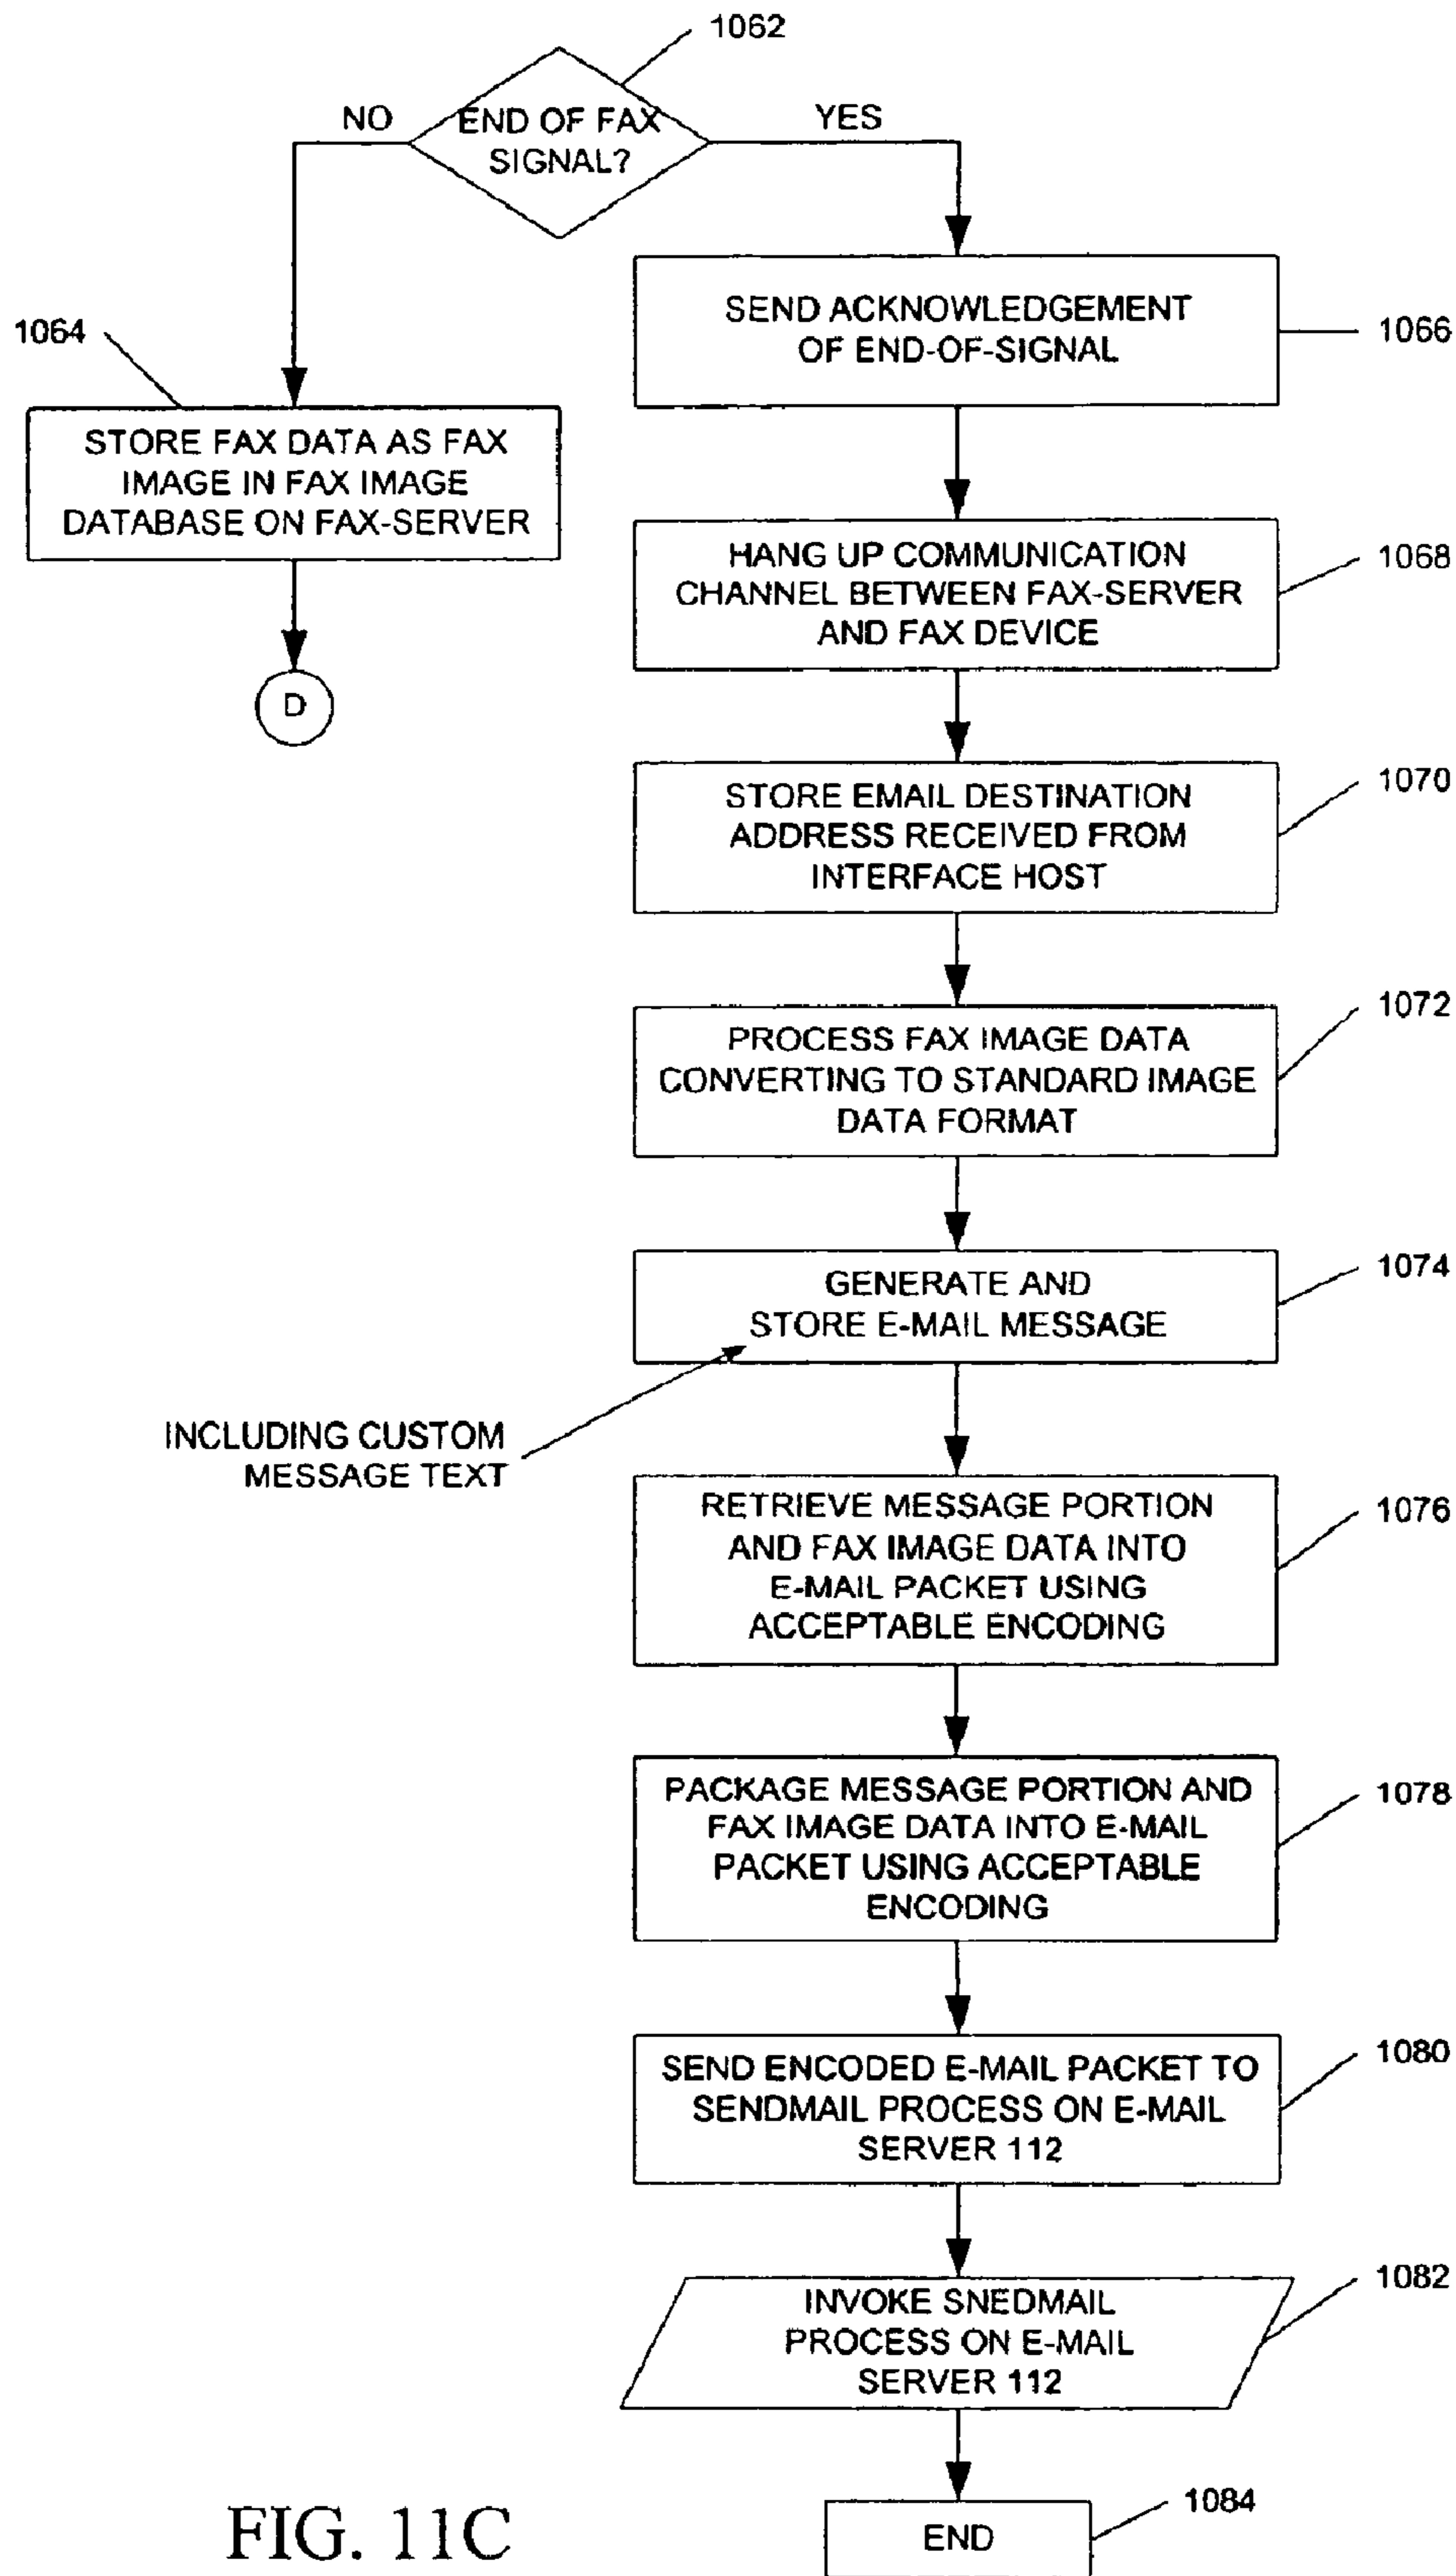 1062
NO
END OF FAX
SIGNAL?
YES
SEND ACKNOWLEDGEMENT
OF END-OF-SIGNAL
1066
1064
STORE FAX DATA AS FAX
IMAGE IN FAX IMAGE
DATABASE ON FAX-SERVER
D
HANG UP COMMUNICATION
CHANNEL BETWEEN FAX-SERVER
AND FAX DEVICE
1068
STORE EMAIL DESTINATION
ADDRESS RECEIVED FROM
INTERFACE HOST
1070
PROCESS FAX IMAGE DATA
CONVERTING TO STANDARD IMAGE
DATA FORMAT
1072
GENERATE AND
STORE E-MAIL MESSAGE
1074
INCLUDING CUSTOM
MESSAGE TEXT
RETRIEVE MESSAGE PORTION
AND FAX IMAGE DATA INTO
E-MAIL PACKET USING
ACCEPTABLE ENCODING
1076
PACKAGE MESSAGE PORTION AND
FAX IMAGE DATA INTO E-MAIL
PACKET USING ACCEPTABLE
ENCODING
1078
SEND ENCODED E-MAIL PACKET TO
SENDMAIL PROCESS ON E-MAIL
SERVER 112
1080
INVOKE SNEDMAIL
PROCESS ON E-MAIL
SERVER 112
1082
END
1084
FIG. 11C